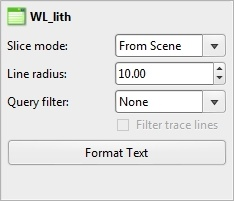 WL_lith
Slice mode: From Scene
Line radius: 10.00
Query filter: None
Filter trace lines
Format Text